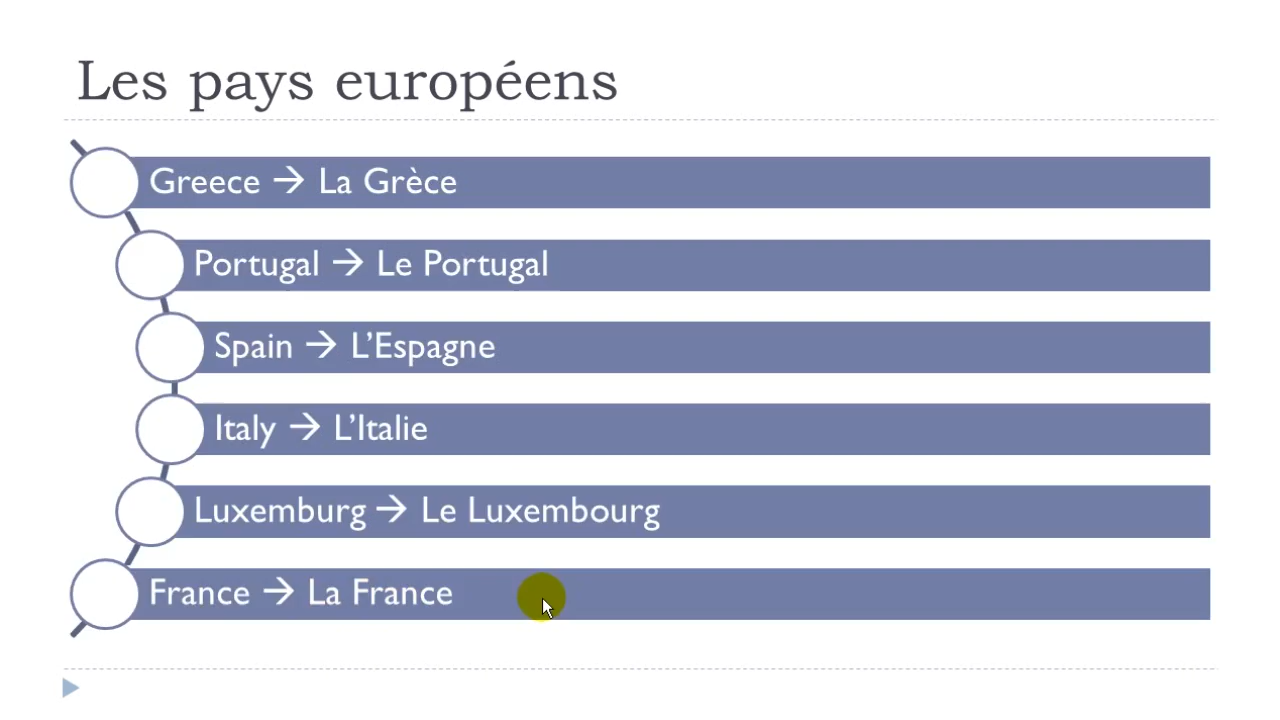 Les pays européens
Greece → La Grèce
Portugal → Le Portugal
Spain → L’Espagne
Italy → L’Italie
Luxemburg → Le Luxembourg
France → La France